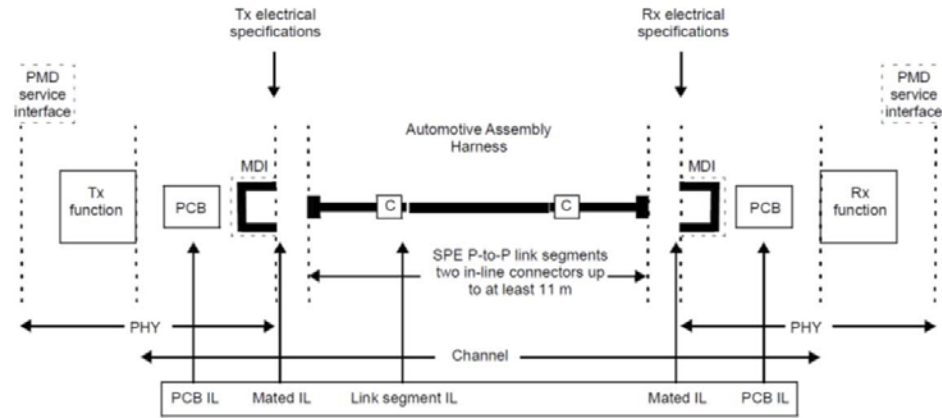 Tx electrical
specifications
Rx electrical
specifications
PMD
service
interface
PMD
service
interface
Automotive Assembly
Harness
MDI
MDI
Tx
function
PCB
C
C
PCB
Rx
function
SPE P-to-P link segments
two in-line connectors up
to at least 11 m
PHY
PHY
Channel
PCB IL
Mated IL
Link segment IL
Mated IL
PCB IL